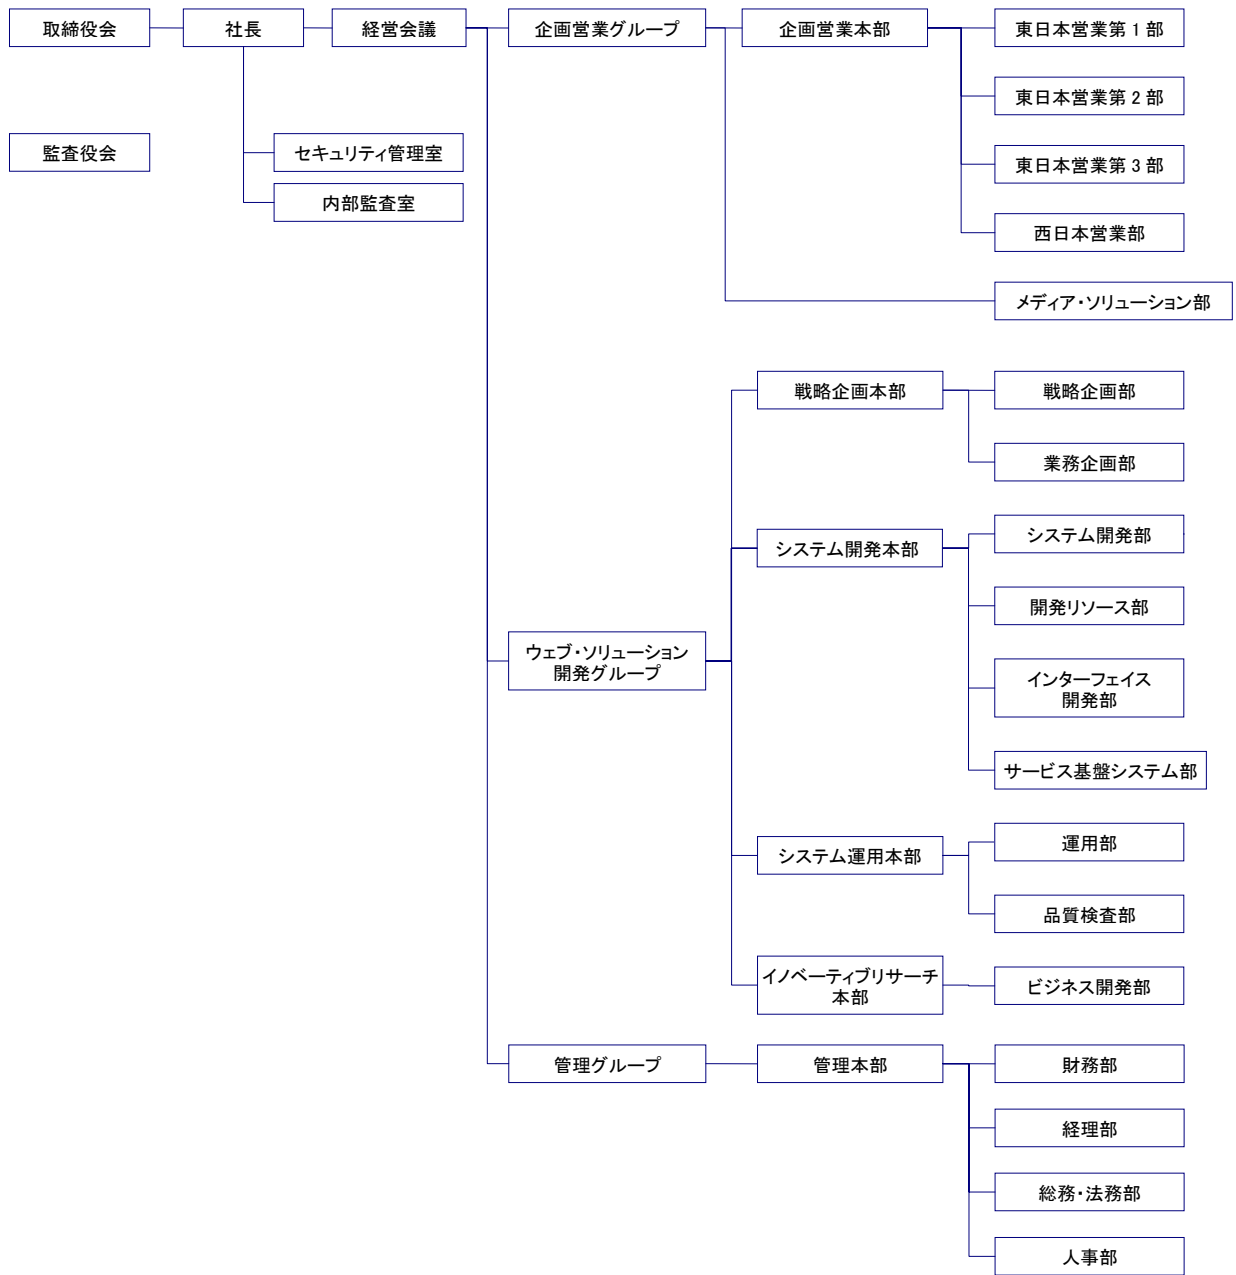 取締役会
社長
経営会議
企画営業グループ
企画営業本部
東日本営業第1部
東日本営業第2部
監査役会
セキュリティ管理室
東日本営業第3部
内部監査室
西日本営業部
メディア・ソリューション部
戦略企画本部
戦略企画部
業務企画部
システム開発本部
システム開発部
開発リソース部
ウェブ・ソリューション
開発グループ
インターフェイス
開発部
サービス基盤システム部
システム運用本部
運用部
品質検査部
イノベーティブリサーチ
本部
ビジネス開発部
管理グループ
管理本部
財務部
経理部
総務・法務部
人事部